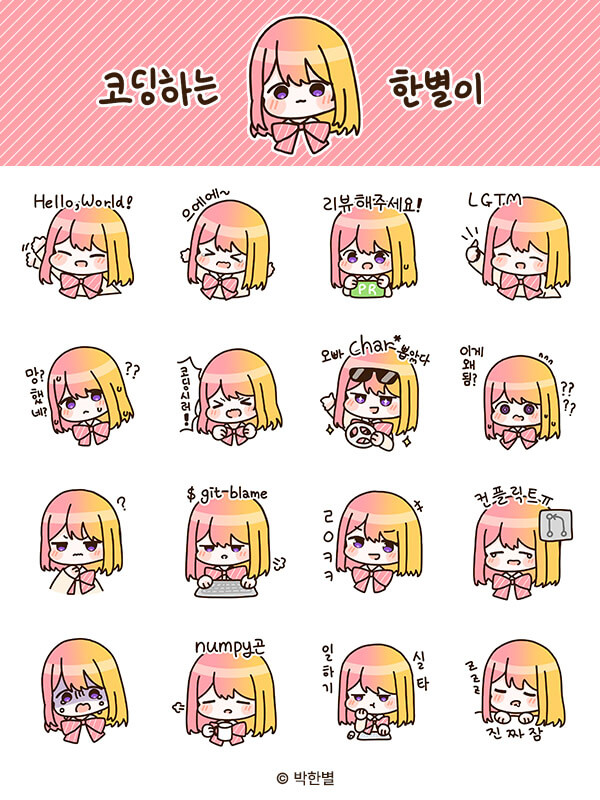 코딩하는 한별이
Hello, World!
으에에~
리뷰해주세요!
PR
LGTM
망?
했
네?
??
코딩시러!
오빠 char* 뽑았다
이게
왜
됨?
??
??
?
$ git-blame
ㄹㅇㅋㅋ
컨플릭트ㅠ
numpy곤
일하기
실타
zzz
진짜잠
© 박한별